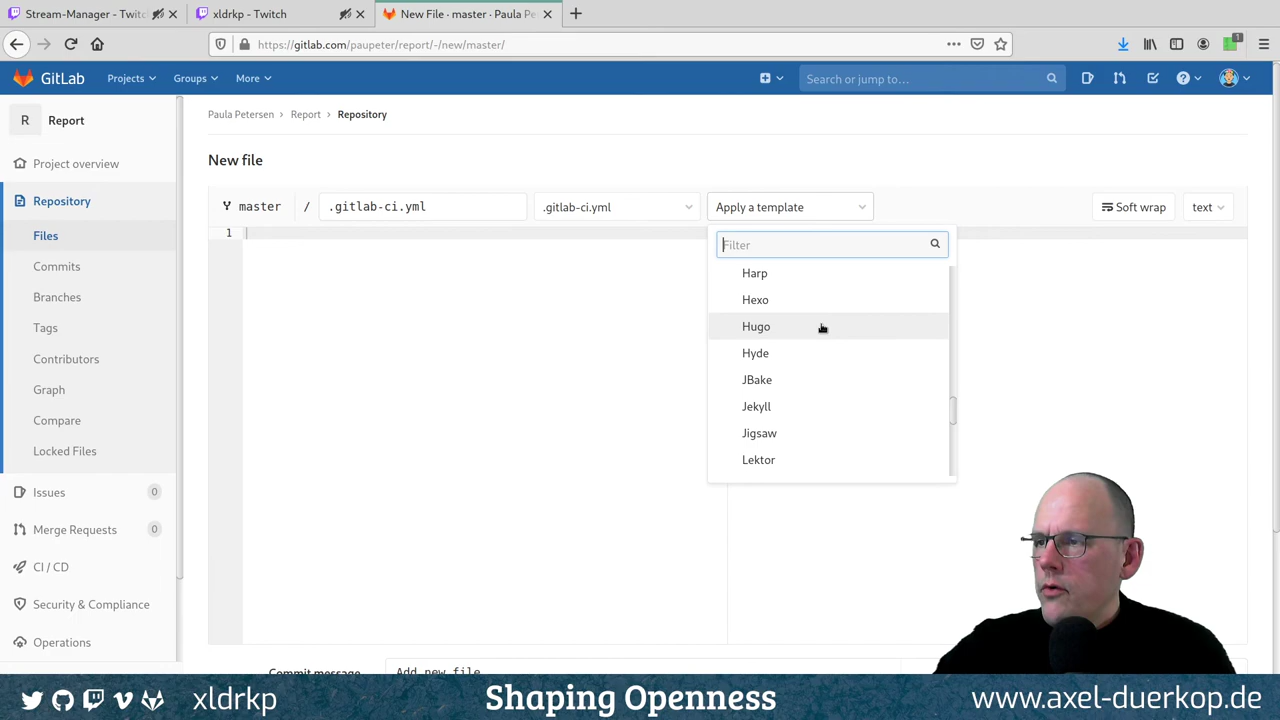 Stream-Manager - Twitc
xldrkp - Twitch
New File · master · Paula Pe
https://gitlab.com/paupeter/report/-/new/master/
1
GitLab
Projects
Groups
More
Search or jump to…
R
Report
Project overview
Repository
Files
Commits
Branches
Tags
Contributors
Graph
Compare
Locked Files
Issues
0
Merge Requests
0
CI / CD
Security & Compliance
Operations
Paula Petersen
Report
Repository
New file
master
/
.gitlab-ci.yml
.gitlab-ci.yml
Apply a template
Soft wrap
text
1
Filter
Harp
Hexo
Hugo
Hyde
JBake
Jekyll
Jigsaw
Lektor
Commit message
Add new file
xldrkp
Shaping Openness
www.axel-duerkop.de